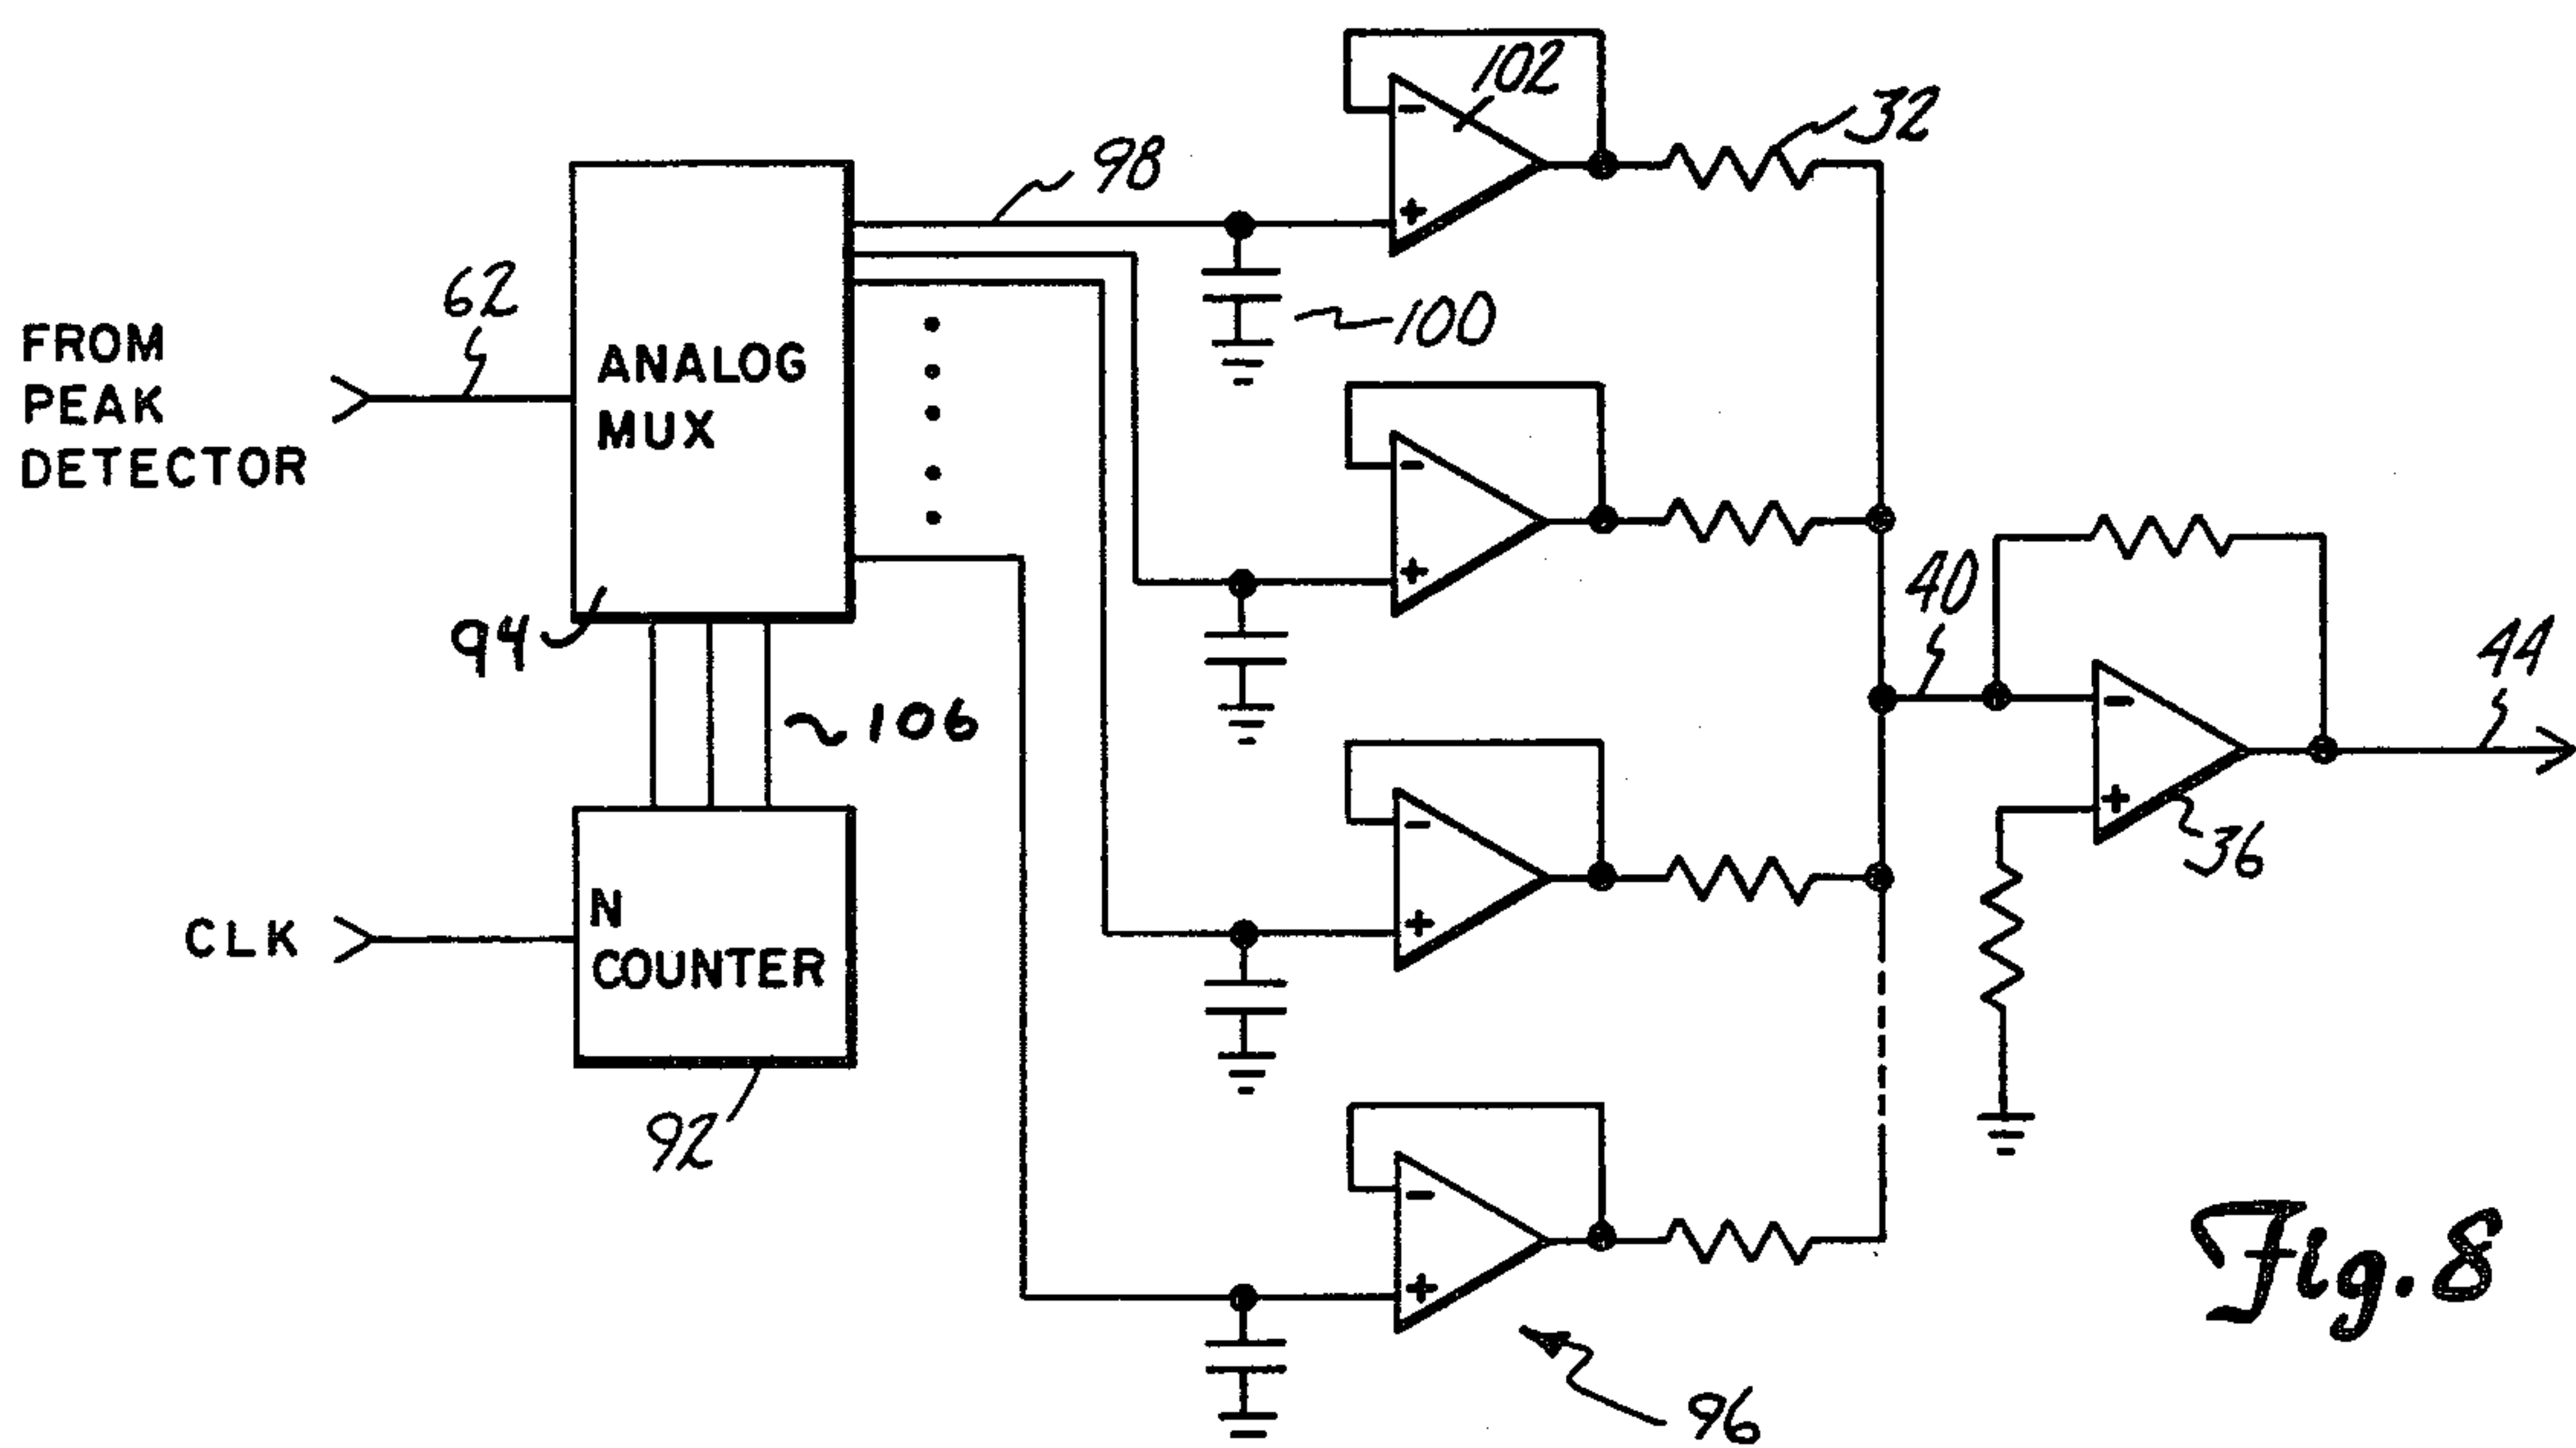 102
32
98
62
FROM
PEAK
DETECTOR
ANALOG
MUX
100
94
106
40
44
36
CLK
N
COUNTER
92
96
Fig. 8